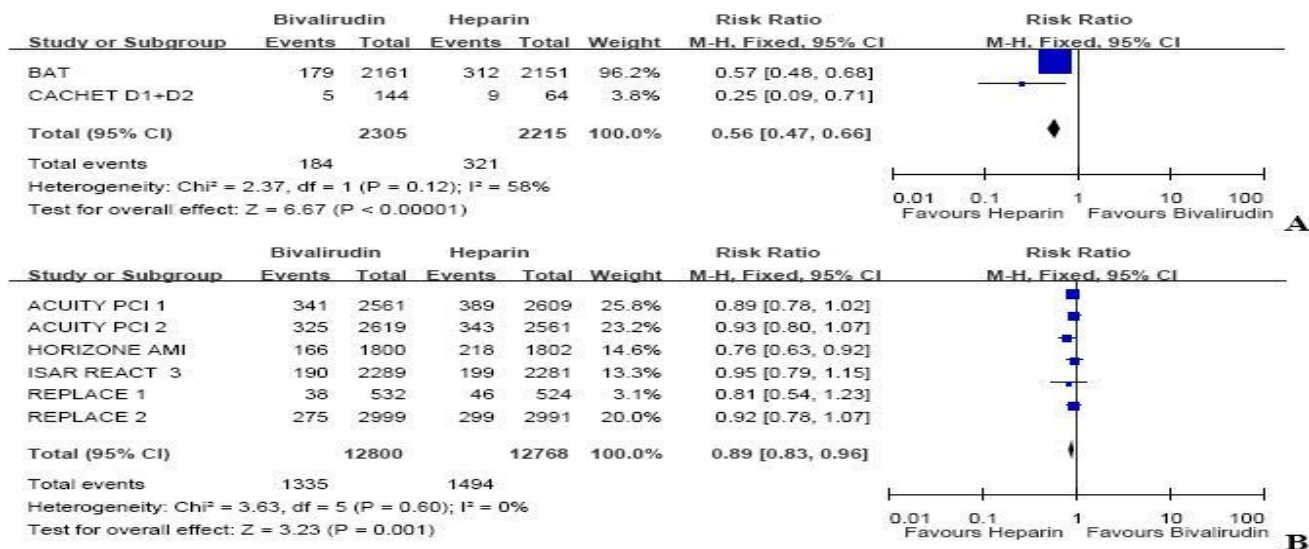 Bivalirudin Heparin Risk Ratio Risk Ratio
Study or Subgroup Events Total Events Total Weight M-H, Fixed, 95% CI M-H, Fixed, 95% CI
BAT 179 2161 312 2151 96.2% 0.57 [0.48, 0.68]
CACHET D1+D2 5 144 9 64 3.8% 0.25 [0.09, 0.71]
Total (95% CI) 2305 2215 100.0% 0.56 [0.47, 0.66]
Total events 184 321
Heterogeneity: Chi² = 2.37, df = 1 (P = 0.12); I² = 58%
Test for overall effect: Z = 6.67 (P < 0.00001)
0.01 0.1 1 10 100
Favours Heparin Favours Bivalirudin
A
Bivalirudin Heparin Risk Ratio Risk Ratio
Study or Subgroup Events Total Events Total Weight M-H, Fixed, 95% CI M-H, Fixed, 95% CI
ACUITY PCI 1 341 2561 389 2609 25.8% 0.89 [0.78, 1.02]
ACUITY PCI 2 325 2619 343 2561 23.2% 0.93 [0.80, 1.07]
HORIZONE AMI 166 1800 218 1802 14.6% 0.76 [0.63, 0.92]
ISAR REACT 3 190 2289 199 2281 13.3% 0.95 [0.79, 1.15]
REPLACE 1 38 532 46 524 3.1% 0.81 [0.54, 1.23]
REPLACE 2 275 2999 299 2991 20.0% 0.92 [0.78, 1.07]
Total (95% CI) 12800 12768 100.0% 0.89 [0.83, 0.96]
Total events 1335 1494
Heterogeneity: Chi² = 3.63, df = 5 (P = 0.60); I² = 0%
Test for overall effect: Z = 3.23 (P = 0.001)
0.01 0.1 1 10 100
Favours Heparin Favours Bivalirudin
B